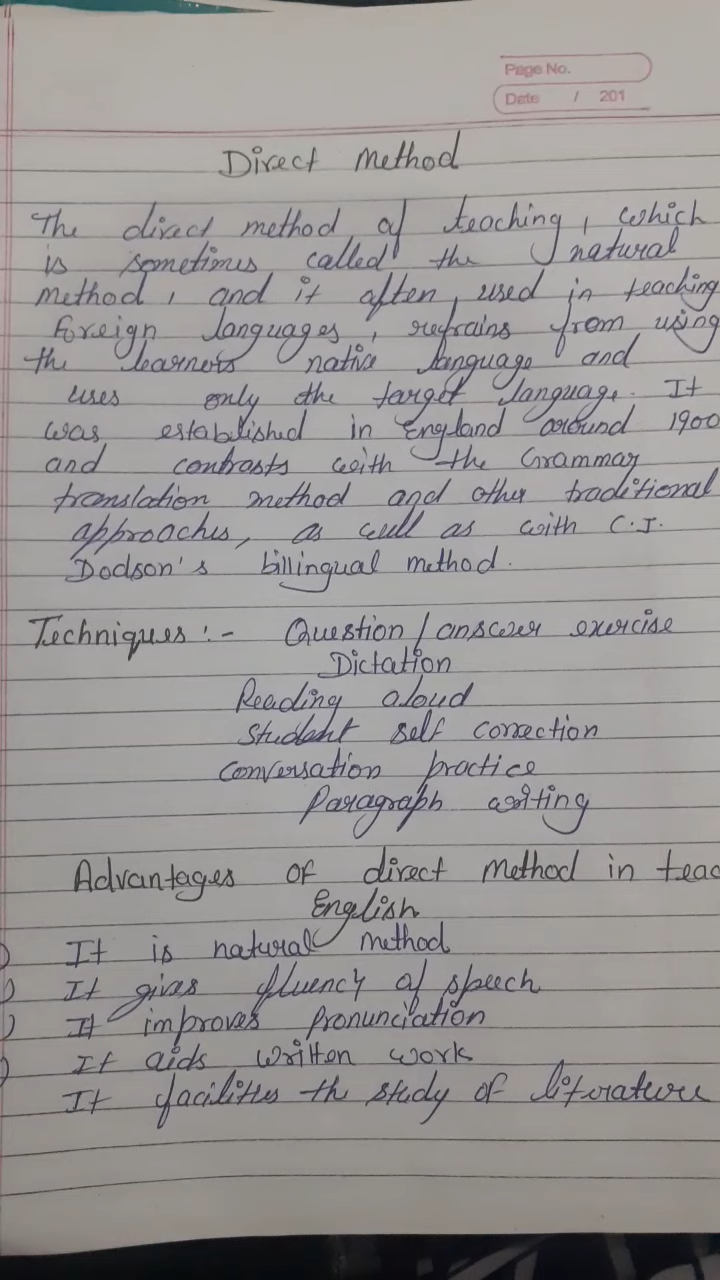 Page No.
Date / 201
Direct Method
The direct method of teaching, which
is sometimes called the natural
method, and it often, used in teaching
foreign languages, refrains from using
the learners native language and
uses only the target language. It
was established in England around 1900
and contrasts with the Grammar
translation method and other traditional
approaches, as well as with C.J.
Dodson's billingual method.
Techniques :- Question / answer exercise
Dictation
Reading aloud
Student self correction
Conversation practice
Paragraph writing
Advantages of direct method in teac
English
It is natural method
It gives fluency of speech
It improves Pronunciation
It aids written work
It facilities the study of literature